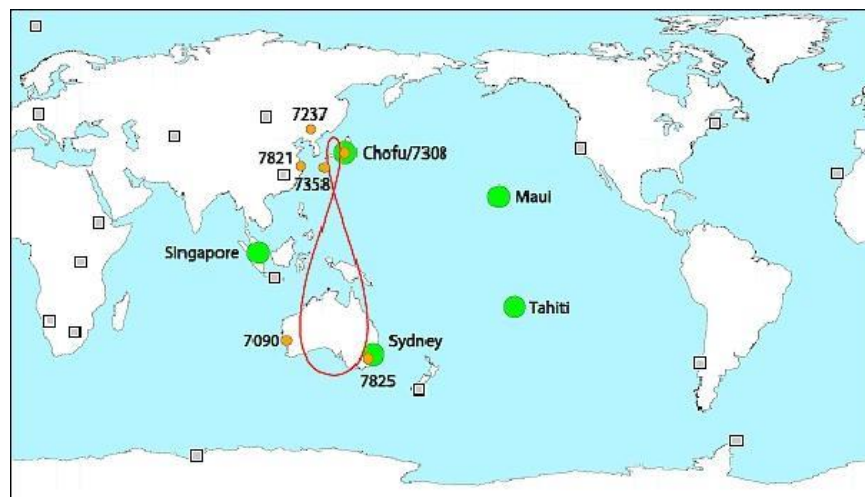 7237
7821
Chofu/7308
7358
Maui
Singapore
Tahiti
7090
Sydney
7825